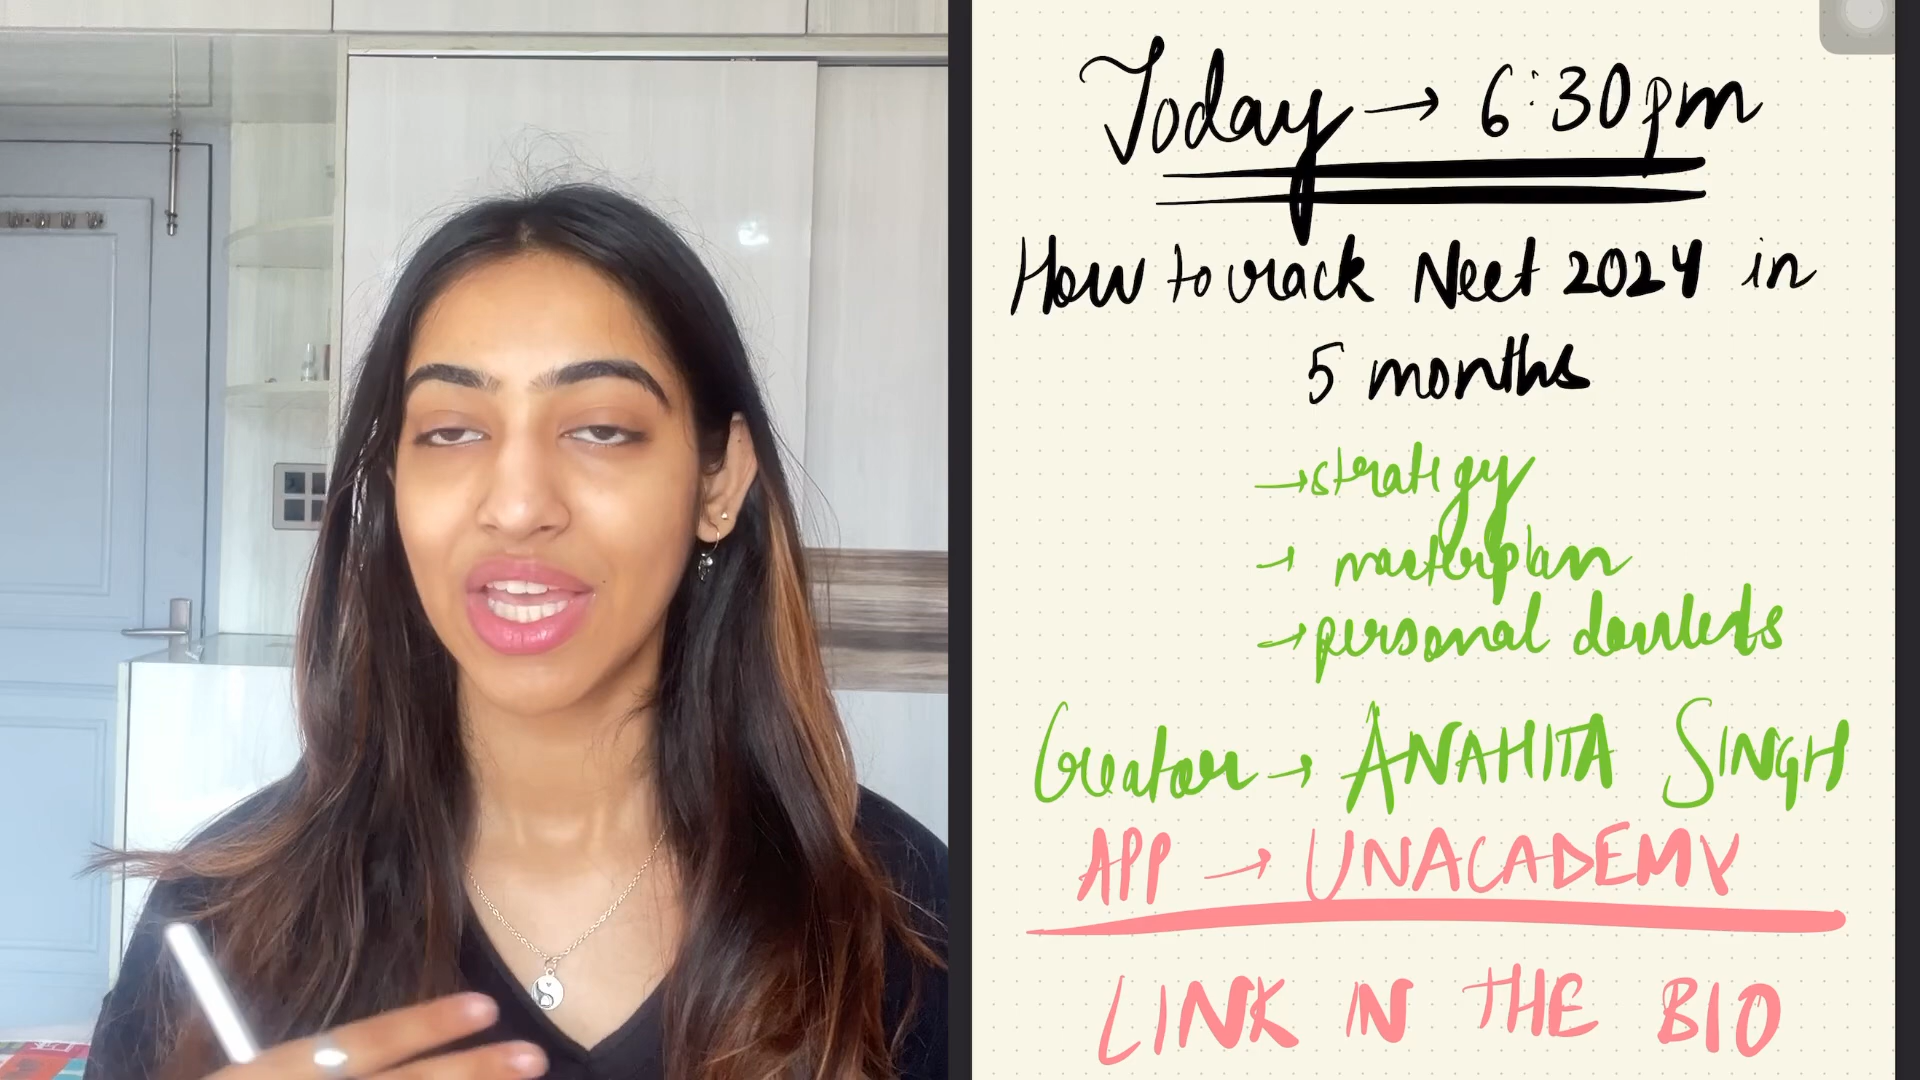 Today → 6:30pm
How to crack Neet 2024 in
5 months
→ strategy
→ masterplan
→ personal doubts
Creator → ANAHITA SINGH
APP → UNACADEMY
LINK IN THE BIO